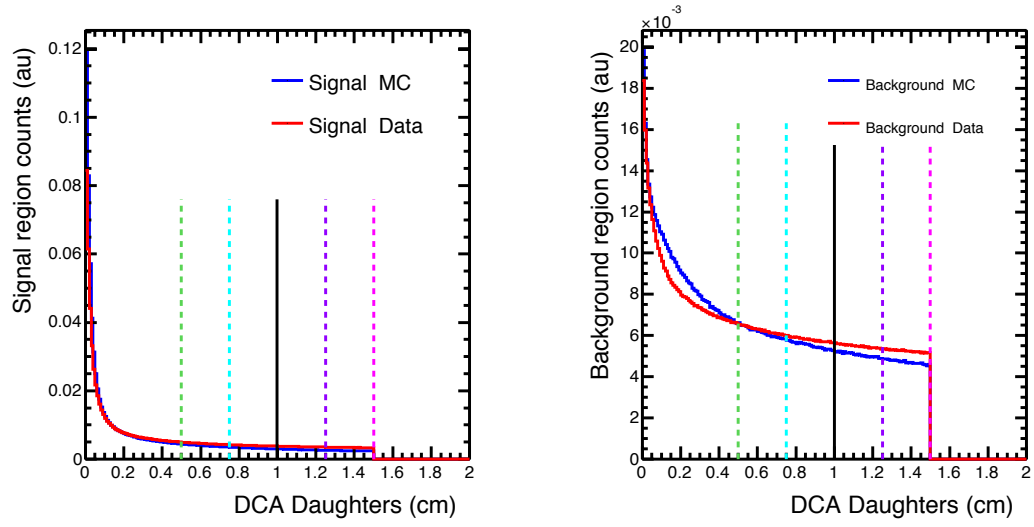 Signal region counts (au)
0.12
0.1
0.08
0.06
0.04
0.02
0
Signal MC
Signal Data
0 0.2 0.4 0.6 0.8 1 1.2 1.4 1.6 1.8 2
DCA Daughters (cm)
×10⁻³
Background region counts (au)
20
18
16
14
12
10
8
6
4
2
0
Background MC
Background Data
0 0.2 0.4 0.6 0.8 1 1.2 1.4 1.6 1.8 2
DCA Daughters (cm)